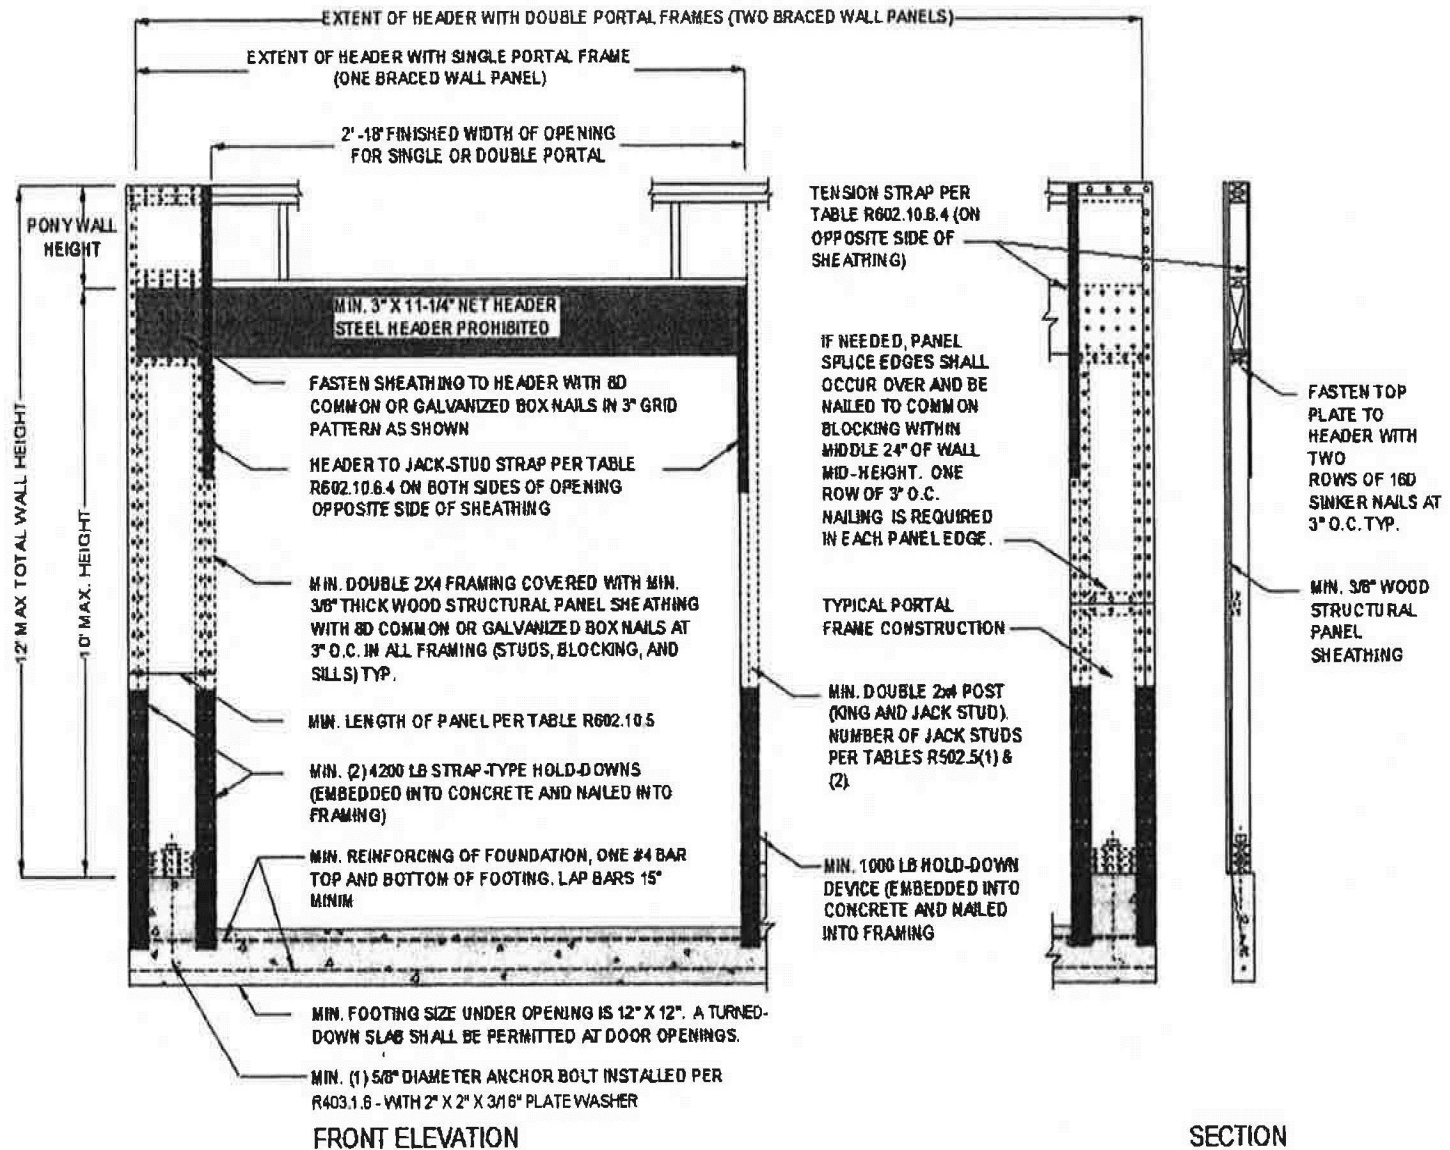 EXTENT OF HEADER WITH DOUBLE PORTAL FRAMES (TWO BRACED WALL PANELS)
EXTENT OF HEADER WITH SINGLE PORTAL FRAME
(ONE BRACED WALL PANEL)
2'-18" FINISHED WIDTH OF OPENING
FOR SINGLE OR DOUBLE PORTAL
PONY WALL
HEIGHT
12' MAX TOTAL WALL HEIGHT
10' MAX. HEIGHT
MIN. 3" X 11-1/4" NET HEADER
STEEL HEADER PROHIBITED
FASTEN SHEATHING TO HEADER WITH 8D
COMMON OR GALVANIZED BOX NAILS IN 3" GRID
PATTERN AS SHOWN
HEADER TO JACK-STUD STRAP PER TABLE
R602.10.6.4 ON BOTH SIDES OF OPENING
OPPOSITE SIDE OF SHEATHING
MIN. DOUBLE 2X4 FRAMING COVERED WITH MIN.
3/8" THICK WOOD STRUCTURAL PANEL SHEATHING
WITH 8D COMMON OR GALVANIZED BOX NAILS AT
3" O.C. IN ALL FRAMING (STUDS, BLOCKING, AND
SILLS) TYP.
MIN. LENGTH OF PANEL PER TABLE R602.10.5
MIN. (2) 4200 LB STRAP-TYPE HOLD-DOWNS
(EMBEDDED INTO CONCRETE AND NAILED INTO
FRAMING)
MIN. REINFORCING OF FOUNDATION, ONE #4 BAR
TOP AND BOTTOM OF FOOTING. LAP BARS 15"
MINIM
MIN. FOOTING SIZE UNDER OPENING IS 12" X 12". A TURNED-
DOWN SLAB SHALL BE PERMITTED AT DOOR OPENINGS.
MIN. (1) 5/8" DIAMETER ANCHOR BOLT INSTALLED PER
R403.1.6 - WITH 2" X 2" X 3/16" PLATE WASHER
FRONT ELEVATION
TENSION STRAP PER
TABLE R602.10.6.4 (ON
OPPOSITE SIDE OF
SHEATHING)
IF NEEDED, PANEL
SPLICE EDGES SHALL
OCCUR OVER AND BE
NAILED TO COMMON
BLOCKING WITHIN
MIDDLE 24" OF WALL
MID-HEIGHT. ONE
ROW OF 3" O.C.
NAILING IS REQUIRED
IN EACH PANEL EDGE.
TYPICAL PORTAL
FRAME CONSTRUCTION
MIN. DOUBLE 2x4 POST
(KING AND JACK STUD).
NUMBER OF JACK STUDS
PER TABLES R502.5(1) &
(2).
MIN. 1000 LB HOLD-DOWN
DEVICE (EMBEDDED INTO
CONCRETE AND NAILED
INTO FRAMING
FASTEN TOP
PLATE TO
HEADER WITH
TWO
ROWS OF 16D
SINKER NAILS AT
3" O.C. TYP.
MIN. 3/8" WOOD
STRUCTURAL
PANEL
SHEATHING
SECTION